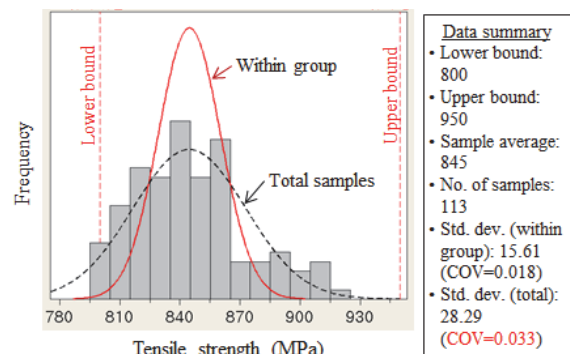 Frequency
Lower bound
Within group
Total samples
Upper bound
780 810 840 870 900 930
Tensile strength (MPa)
Data summary
• Lower bound:
800
• Upper bound:
950
• Sample average:
845
• No. of samples:
113
• Std. dev. (within
group): 15.61
(COV=0.018)
• Std. dev. (total):
28.29
(COV=0.033)